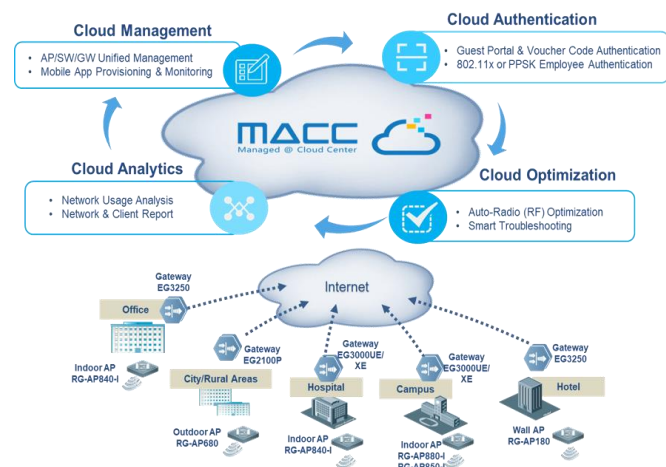 Cloud Management
• AP/SW/GW Unified Management
• Mobile App Provisioning & Monitoring
Cloud Authentication
• Guest Portal & Voucher Code Authentication
• 802.11x or PPSK Employee Authentication
MACC
Managed @ Cloud Center
Cloud Analytics
• Network Usage Analysis
• Network & Client Report
Cloud Optimization
• Auto-Radio (RF) Optimization
• Smart Troubleshooting
Internet
Gateway
EG3250
Office
Indoor AP
RG-AP840-I
Gateway
EG2100P
City/Rural Areas
Outdoor AP
RG-AP680
Gateway
EG3000UE/
XE
Hospital
Indoor AP
RG-AP840-I
Gateway
EG3000UE/
XE
Campus
Indoor AP
RG-AP880-I
RG-AP850-I
Gateway
EG3250
Hotel
Wall AP
RG-AP180